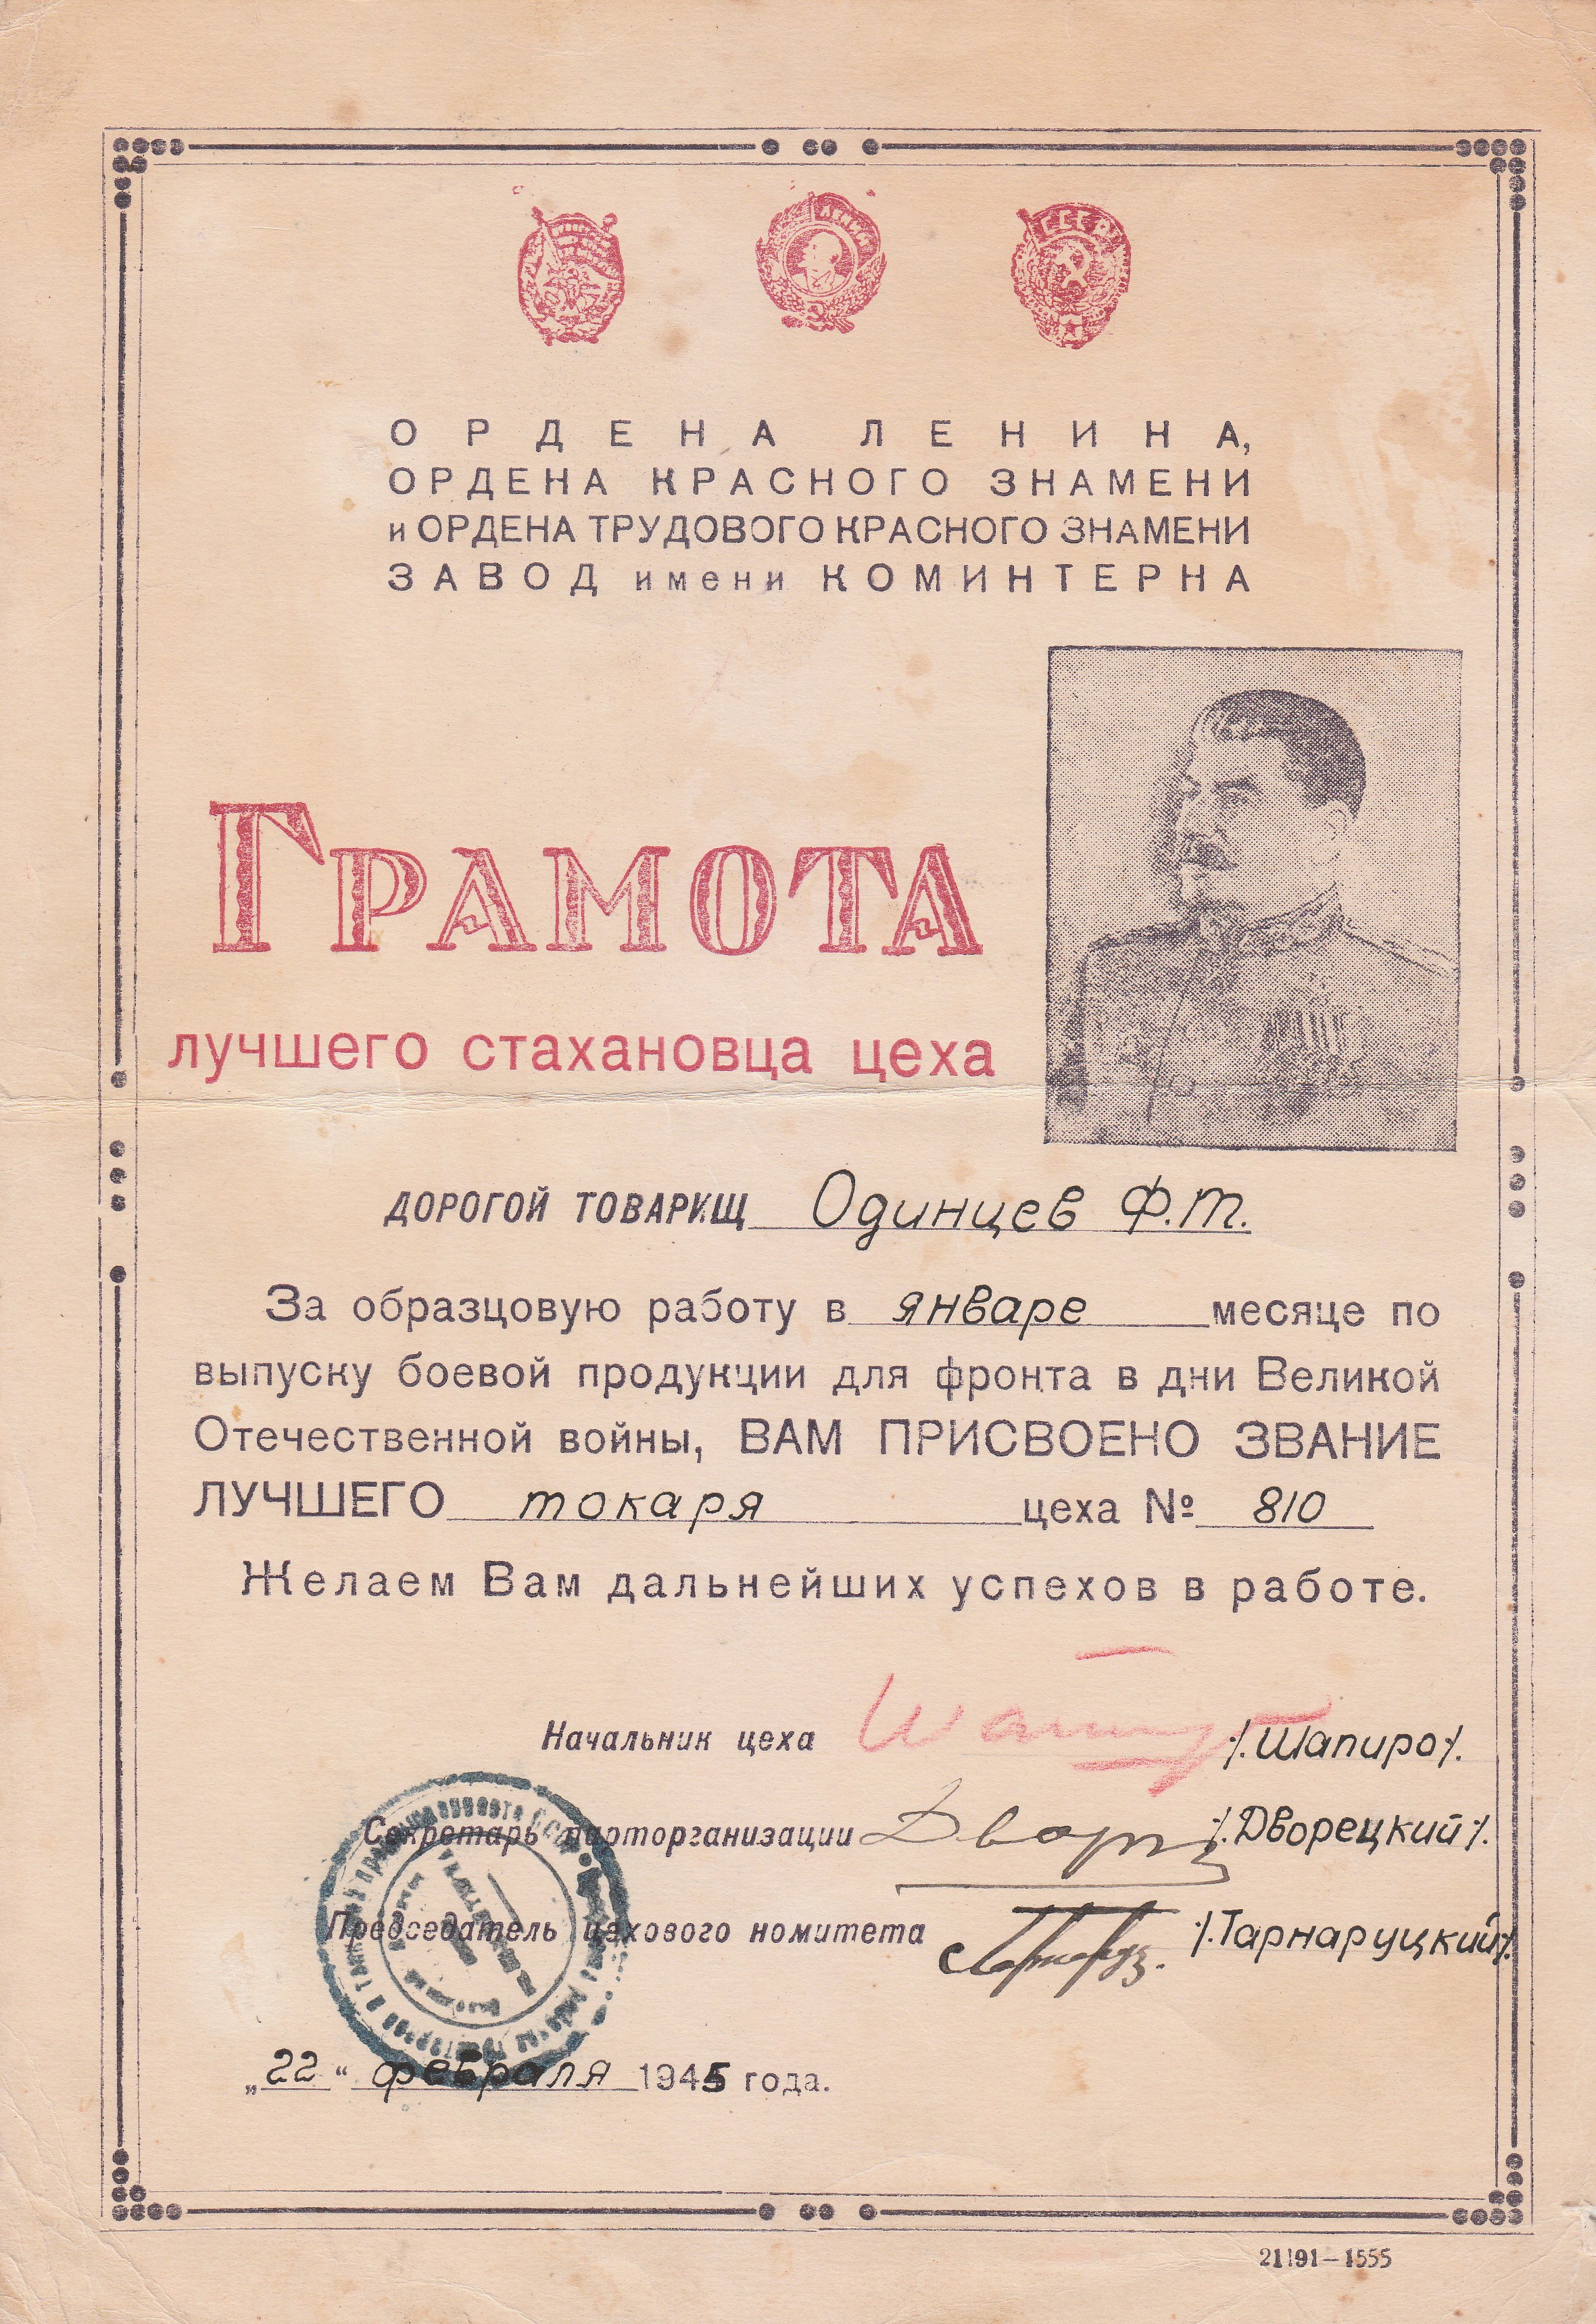 ЛЕНИН
СССР
ОРДЕНА ЛЕНИНА,
ОРДЕНА КРАСНОГО ЗНАМЕНИ
и ОРДЕНА ТРУДОВОГО КРАСНОГО ЗНАМЕНИ
ЗАВОД имени КОМИНТЕРНА
ГРАМОТА
лучшего стахановца цеха
ДОРОГОЙ ТОВАРИЩ Одинцев Ф.Т.
За образцовую работу в январе месяце по
выпуску боевой продукции для фронта в дни Великой
Отечественной войны, ВАМ ПРИСВОЕНО ЗВАНИЕ
ЛУЧШЕГО токаря цеха № 810
Желаем Вам дальнейших успехов в работе.
Начальник цеха /.Шапиро/.
Секретарь парторганизации /.Дворецкий/.
Председатель цехового комитета /.Тарнаруцкий/.
„22“ февраля 1945 года.
21191—1555